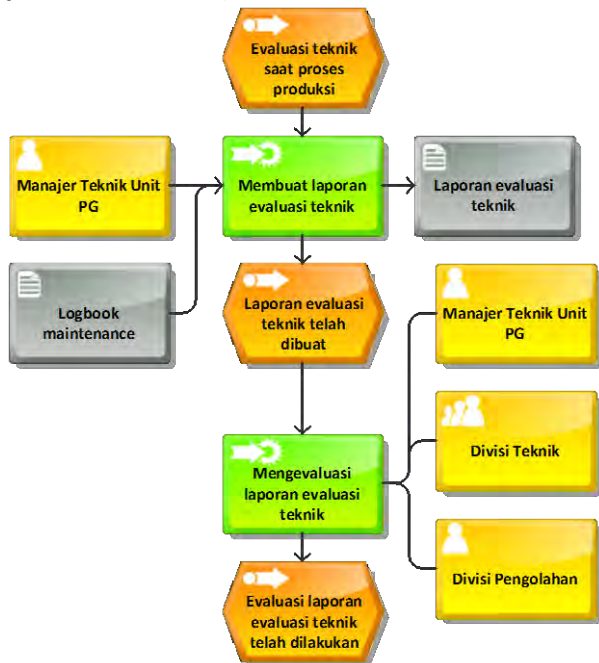 Evaluasi teknik
saat proses
produksi
Manajer Teknik Unit
PG
Membuat laporan
evaluasi teknik
Laporan evaluasi
teknik
Logbook
maintenance
Laporan evaluasi
teknik telah
dibuat
Manajer Teknik Unit
PG
Divisi Teknik
Mengevaluasi
laporan evaluasi
teknik
Divisi Pengolahan
Evaluasi laporan
evaluasi teknik
telah dilakukan